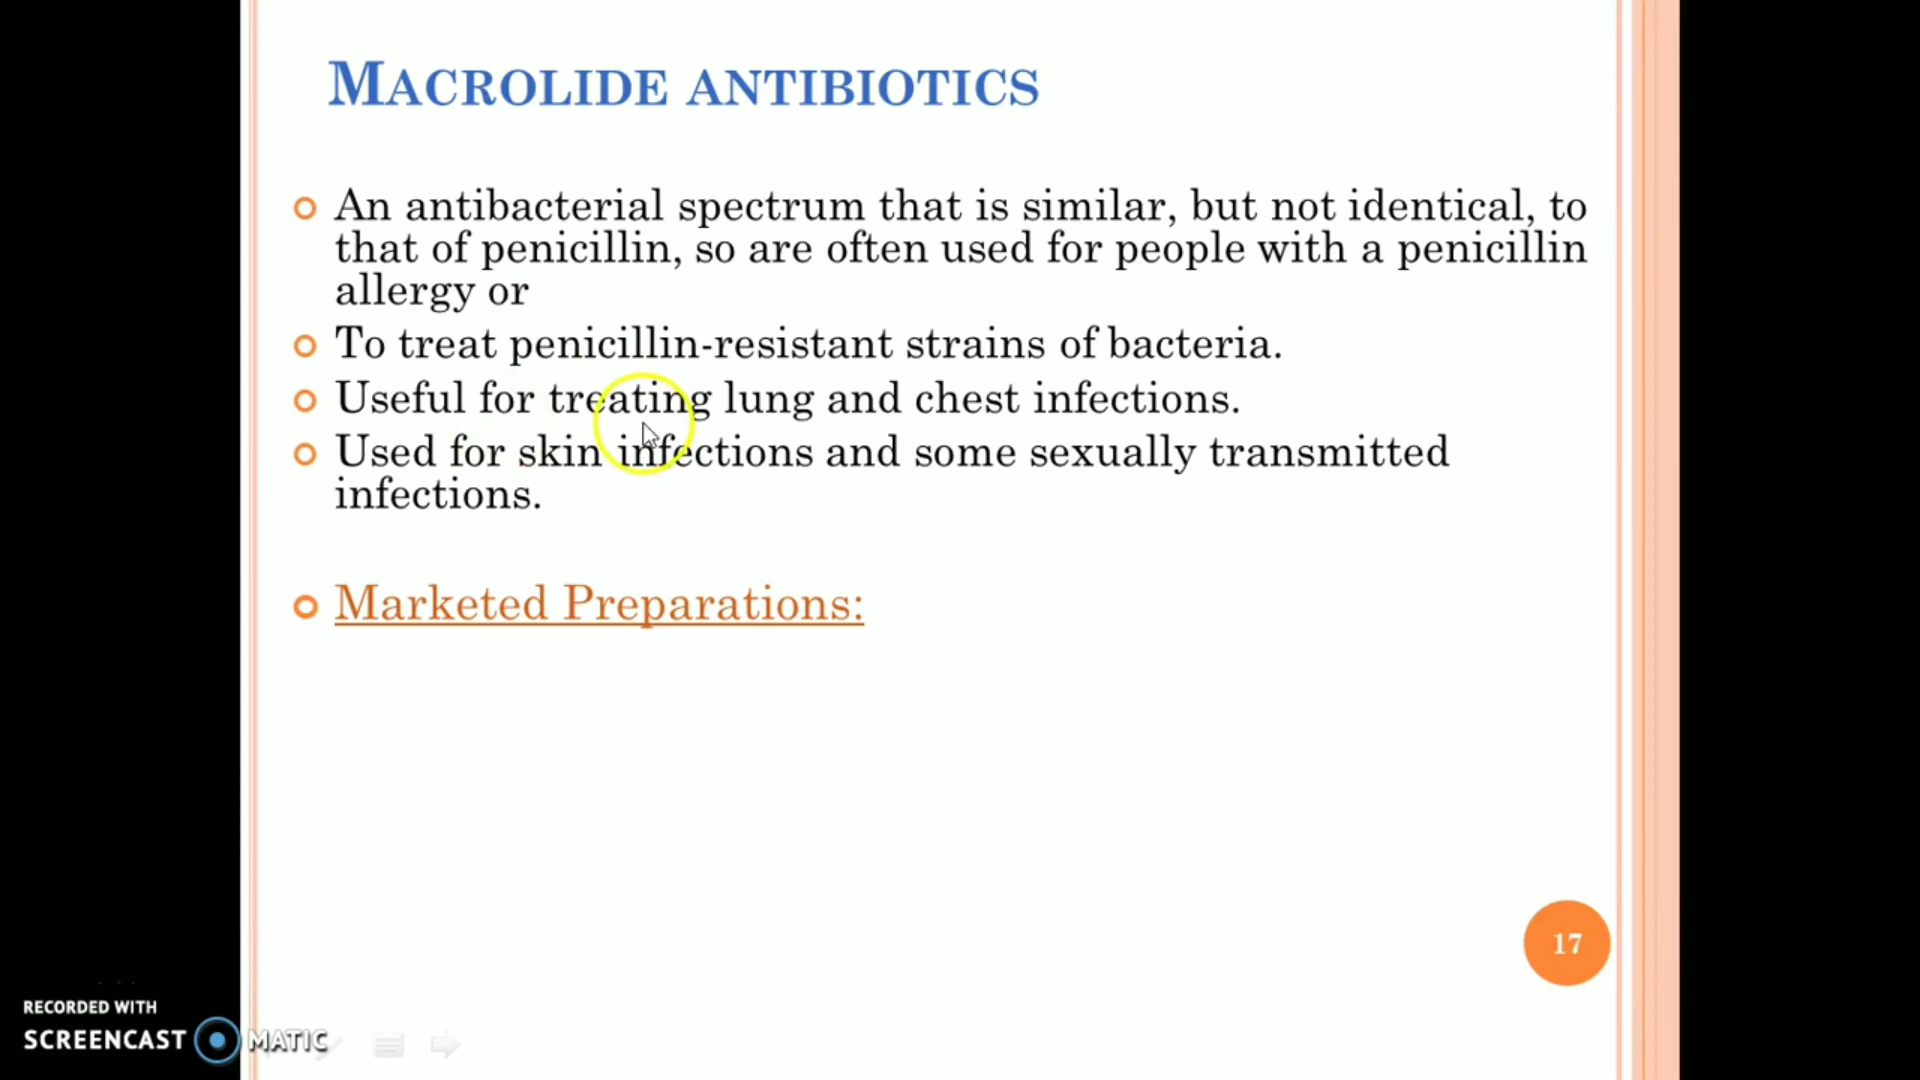 MACROLIDE ANTIBIOTICS
An antibacterial spectrum that is similar, but not identical, to
that of penicillin, so are often used for people with a penicillin
allergy or
To treat penicillin-resistant strains of bacteria.
Useful for treating lung and chest infections.
Used for skin infections and some sexually transmitted
infections.
Marketed Preparations:
17
RECORDED WITH
SCREENCAST MATIC